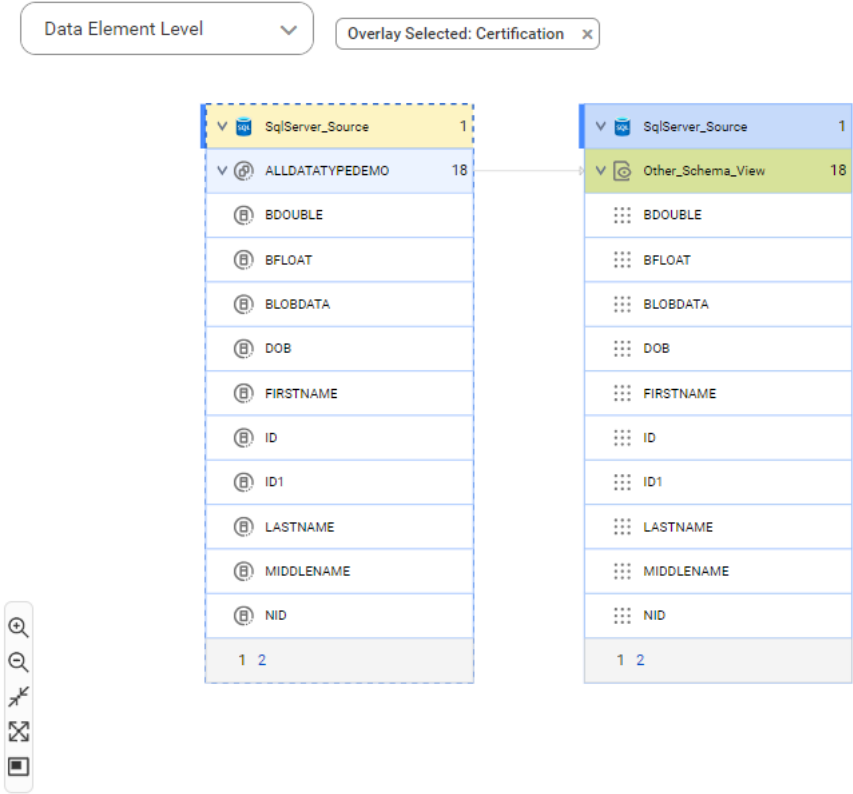 Data Element Level
Overlay Selected: Certification ×
SQL SqlServer_Source 1
ALLDATATYPEDEMO 18
BDOUBLE
BFLOAT
BLOBDATA
DOB
FIRSTNAME
ID
ID1
LASTNAME
MIDDLENAME
NID
1 2
SQL SqlServer_Source 1
Other_Schema_View 18
BDOUBLE
BFLOAT
BLOBDATA
DOB
FIRSTNAME
ID
ID1
LASTNAME
MIDDLENAME
NID
1 2